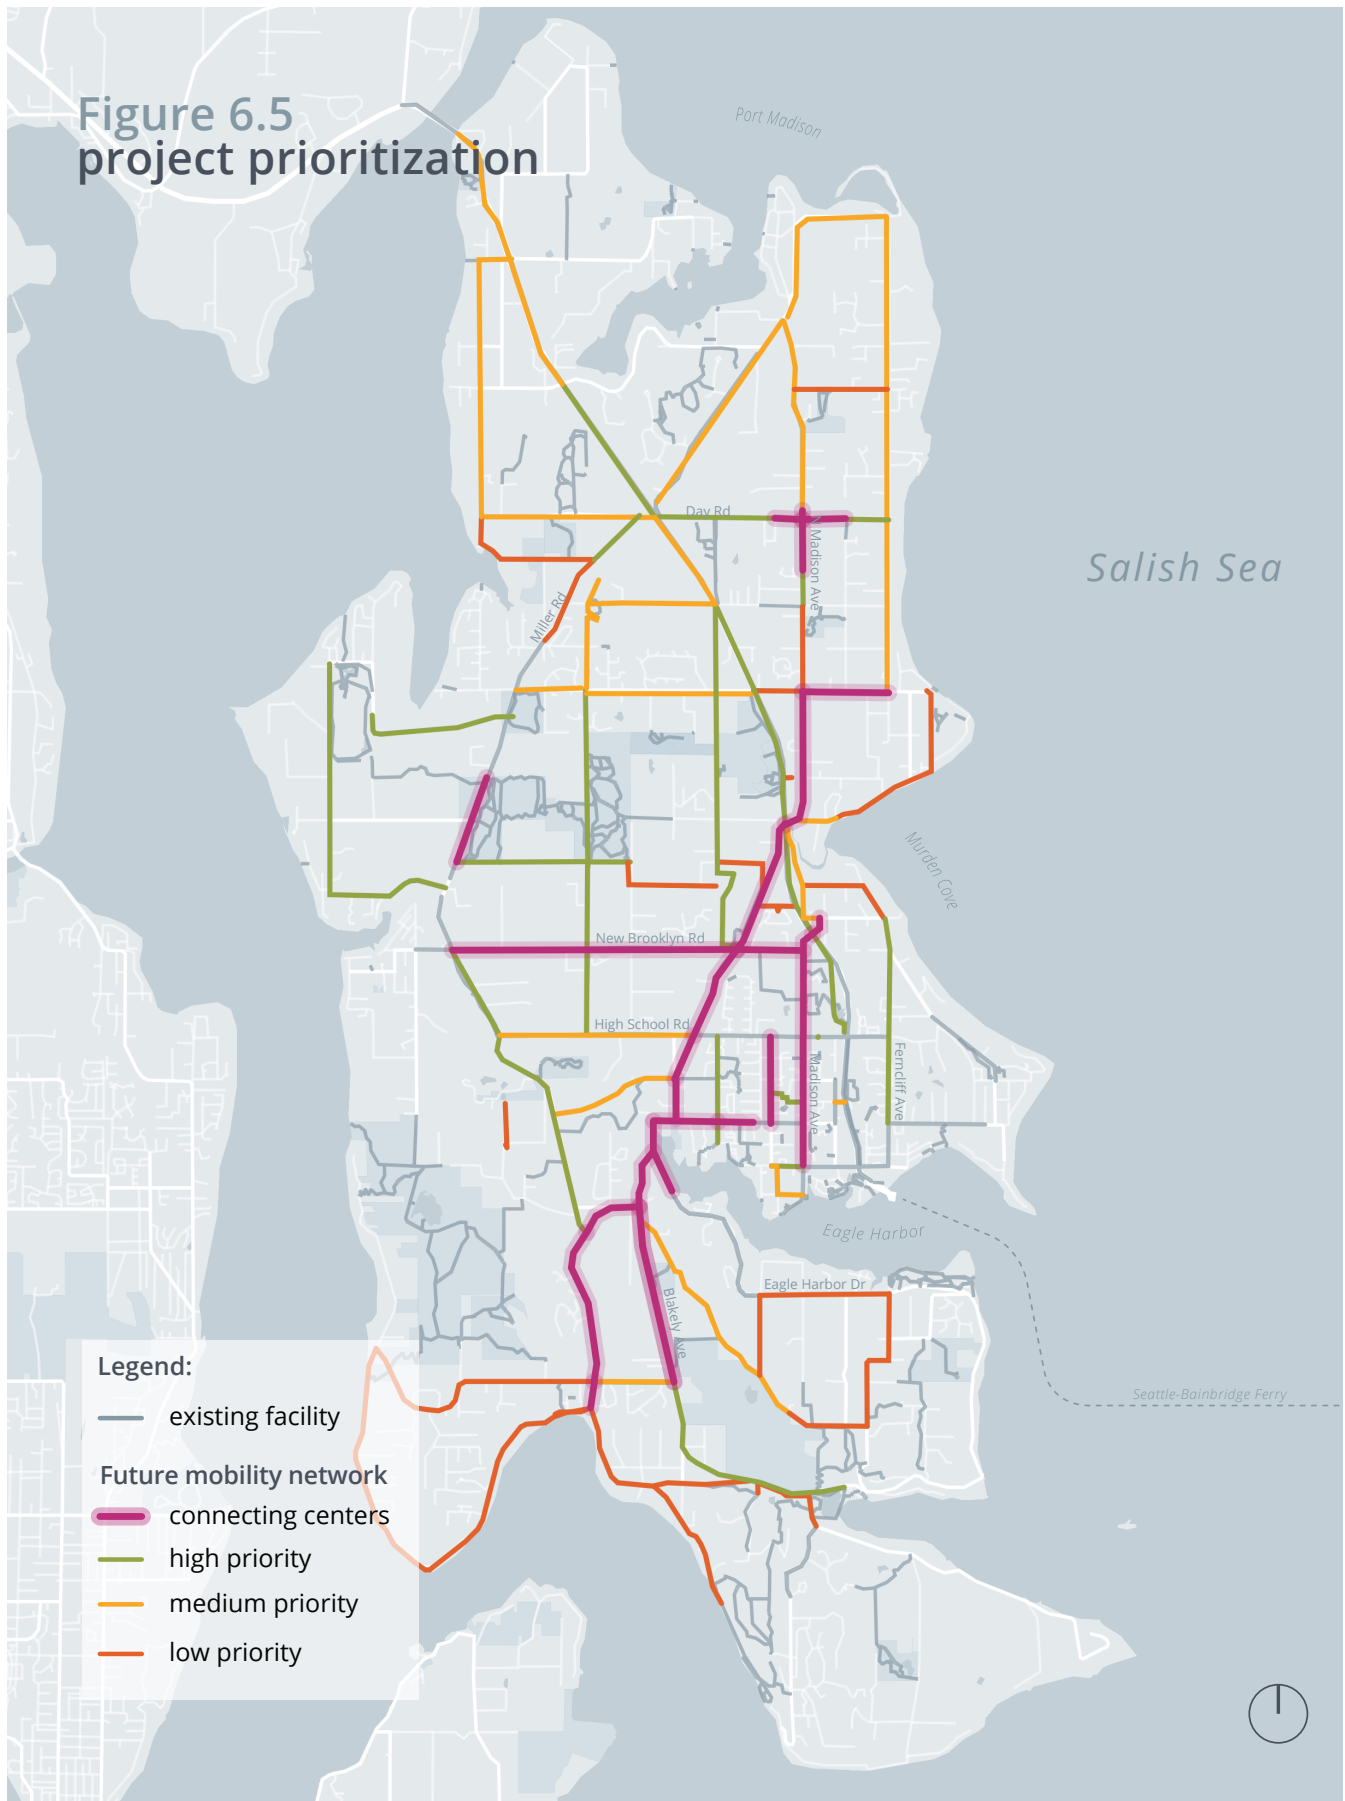 Figure 6.5
project prioritization
Port Madison
Day Rd
N Madison Ave
Salish Sea
Miller Rd
Murden Cove
New Brooklyn Rd
High School Rd
Madison Ave
Ferncliff Ave
Eagle Harbor
Eagle Harbor Dr
Blakely Ave
Seattle-Bainbridge Ferry
Legend:
existing facility
Future mobility network
connecting centers
high priority
medium priority
low priority